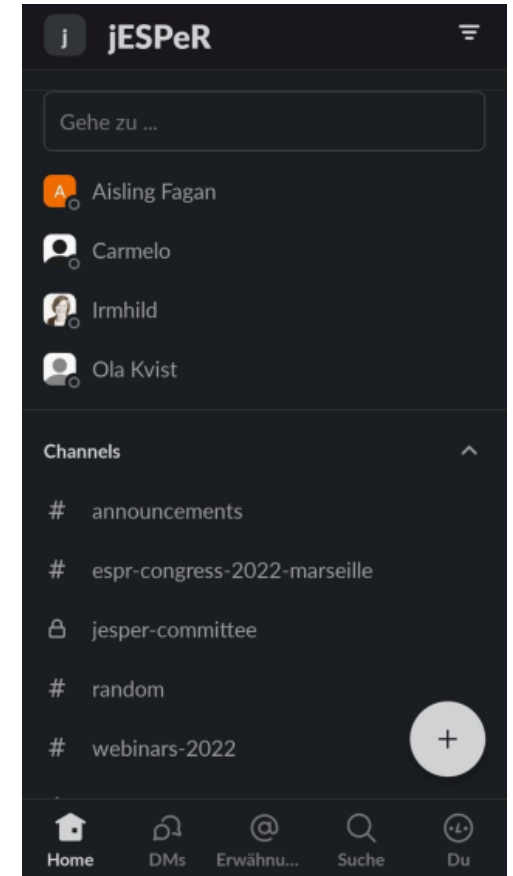 j jESPeR
Gehe zu ...
A Aisling Fagan
Carmelo
Irmhild
Ola Kvist
Channels
# announcements
# espr-congress-2022-marseille
jesper-committee
# random
# webinars-2022
+
Home DMs @ Erwähnu... Suche Du